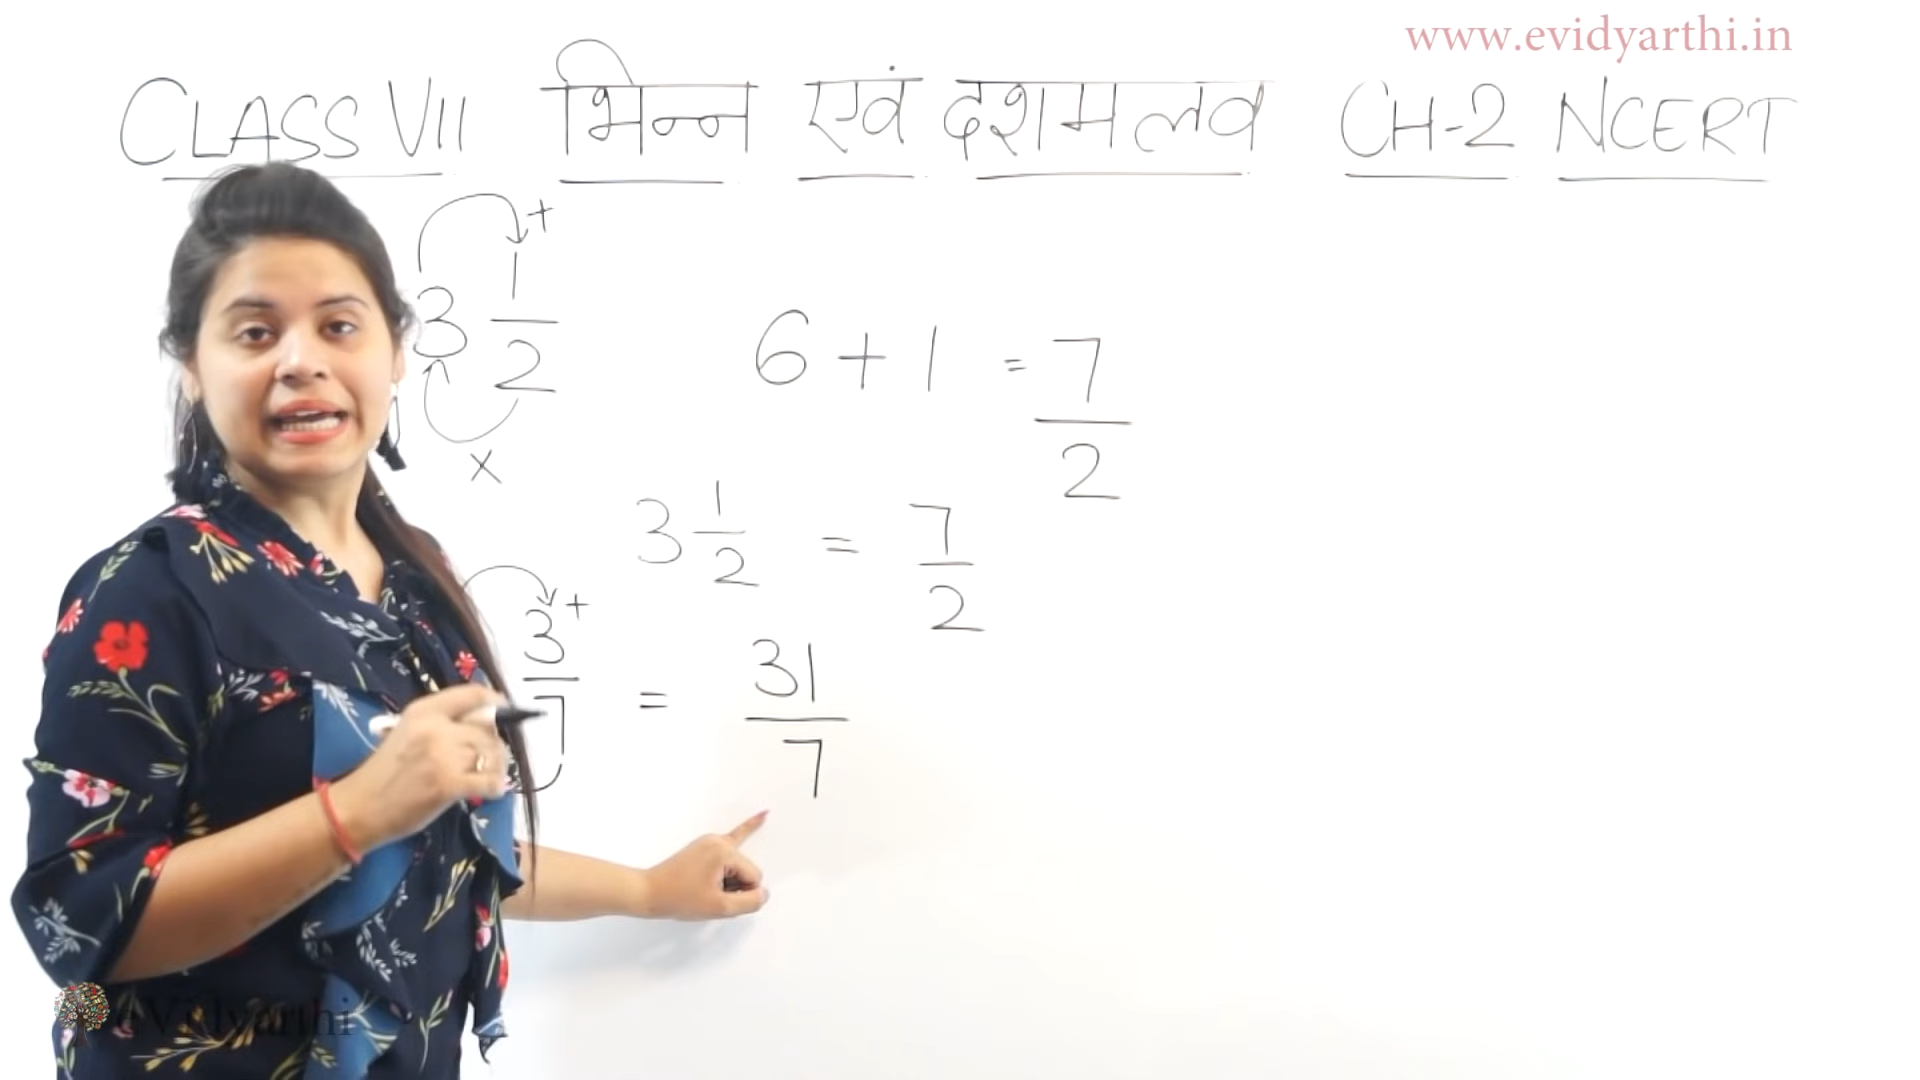 www.evidyarthi.in
CLASS VII भिन्न एवं दशमलव CH-2 NCERT
+
3 1/2
x
6 + 1 = 7/2
3 1/2 = 7/2
3/7 + = 31/7
eVidyarthi